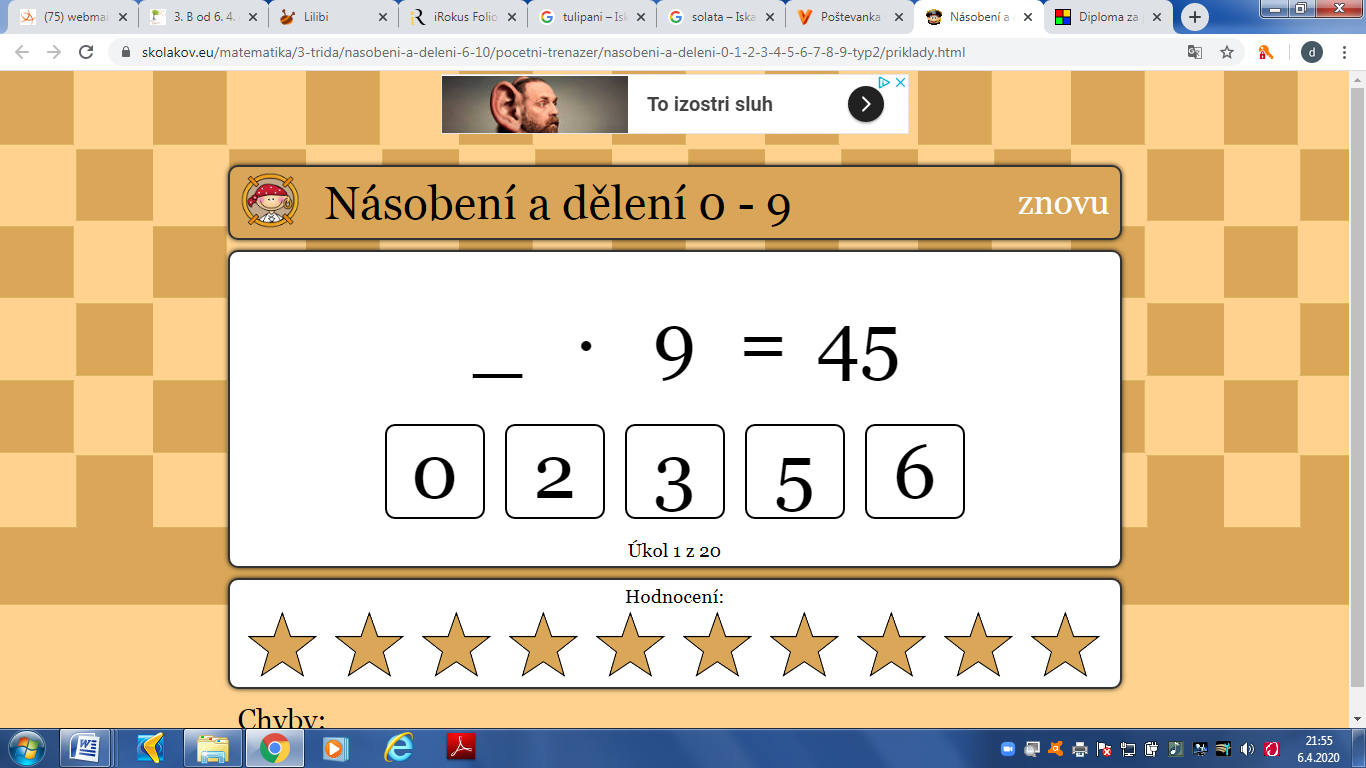 (75) webmai
3. B od 6. 4.
Lilibi
iRokus Folio
tulipani – Isk
solata – Iska
Poštevanka
Násobení a
Diploma za
skolakov.eu/matematika/3-trida/nasobeni-a-deleni-6-10/pocetni-trenazer/nasobeni-a-deleni-0-1-2-3-4-5-6-7-8-9-typ2/priklady.html
d
To izostri sluh
Násobení a dělení 0 - 9
znovu
_ · 9 = 45
0 2 3 5 6
Úkol 1 z 20
Hodnocení:
Chyby:
21:55
6.4.2020